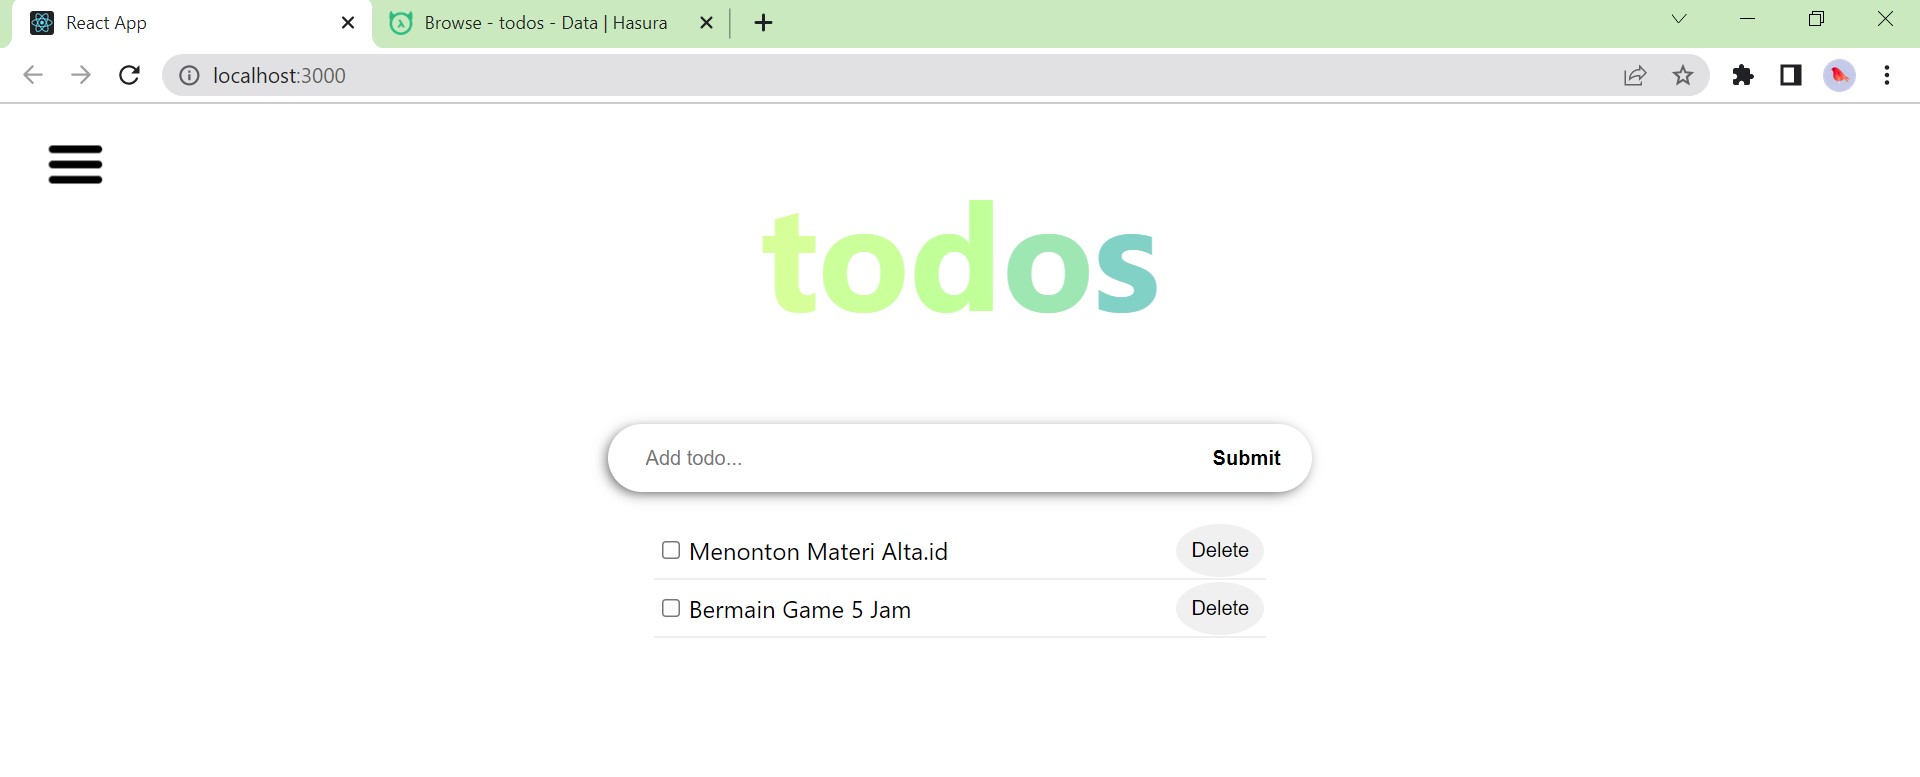 React App
Browse - todos - Data | Hasura
localhost:3000
todos
Add todo... Submit
Menonton Materi Alta.id Delete
Bermain Game 5 Jam Delete